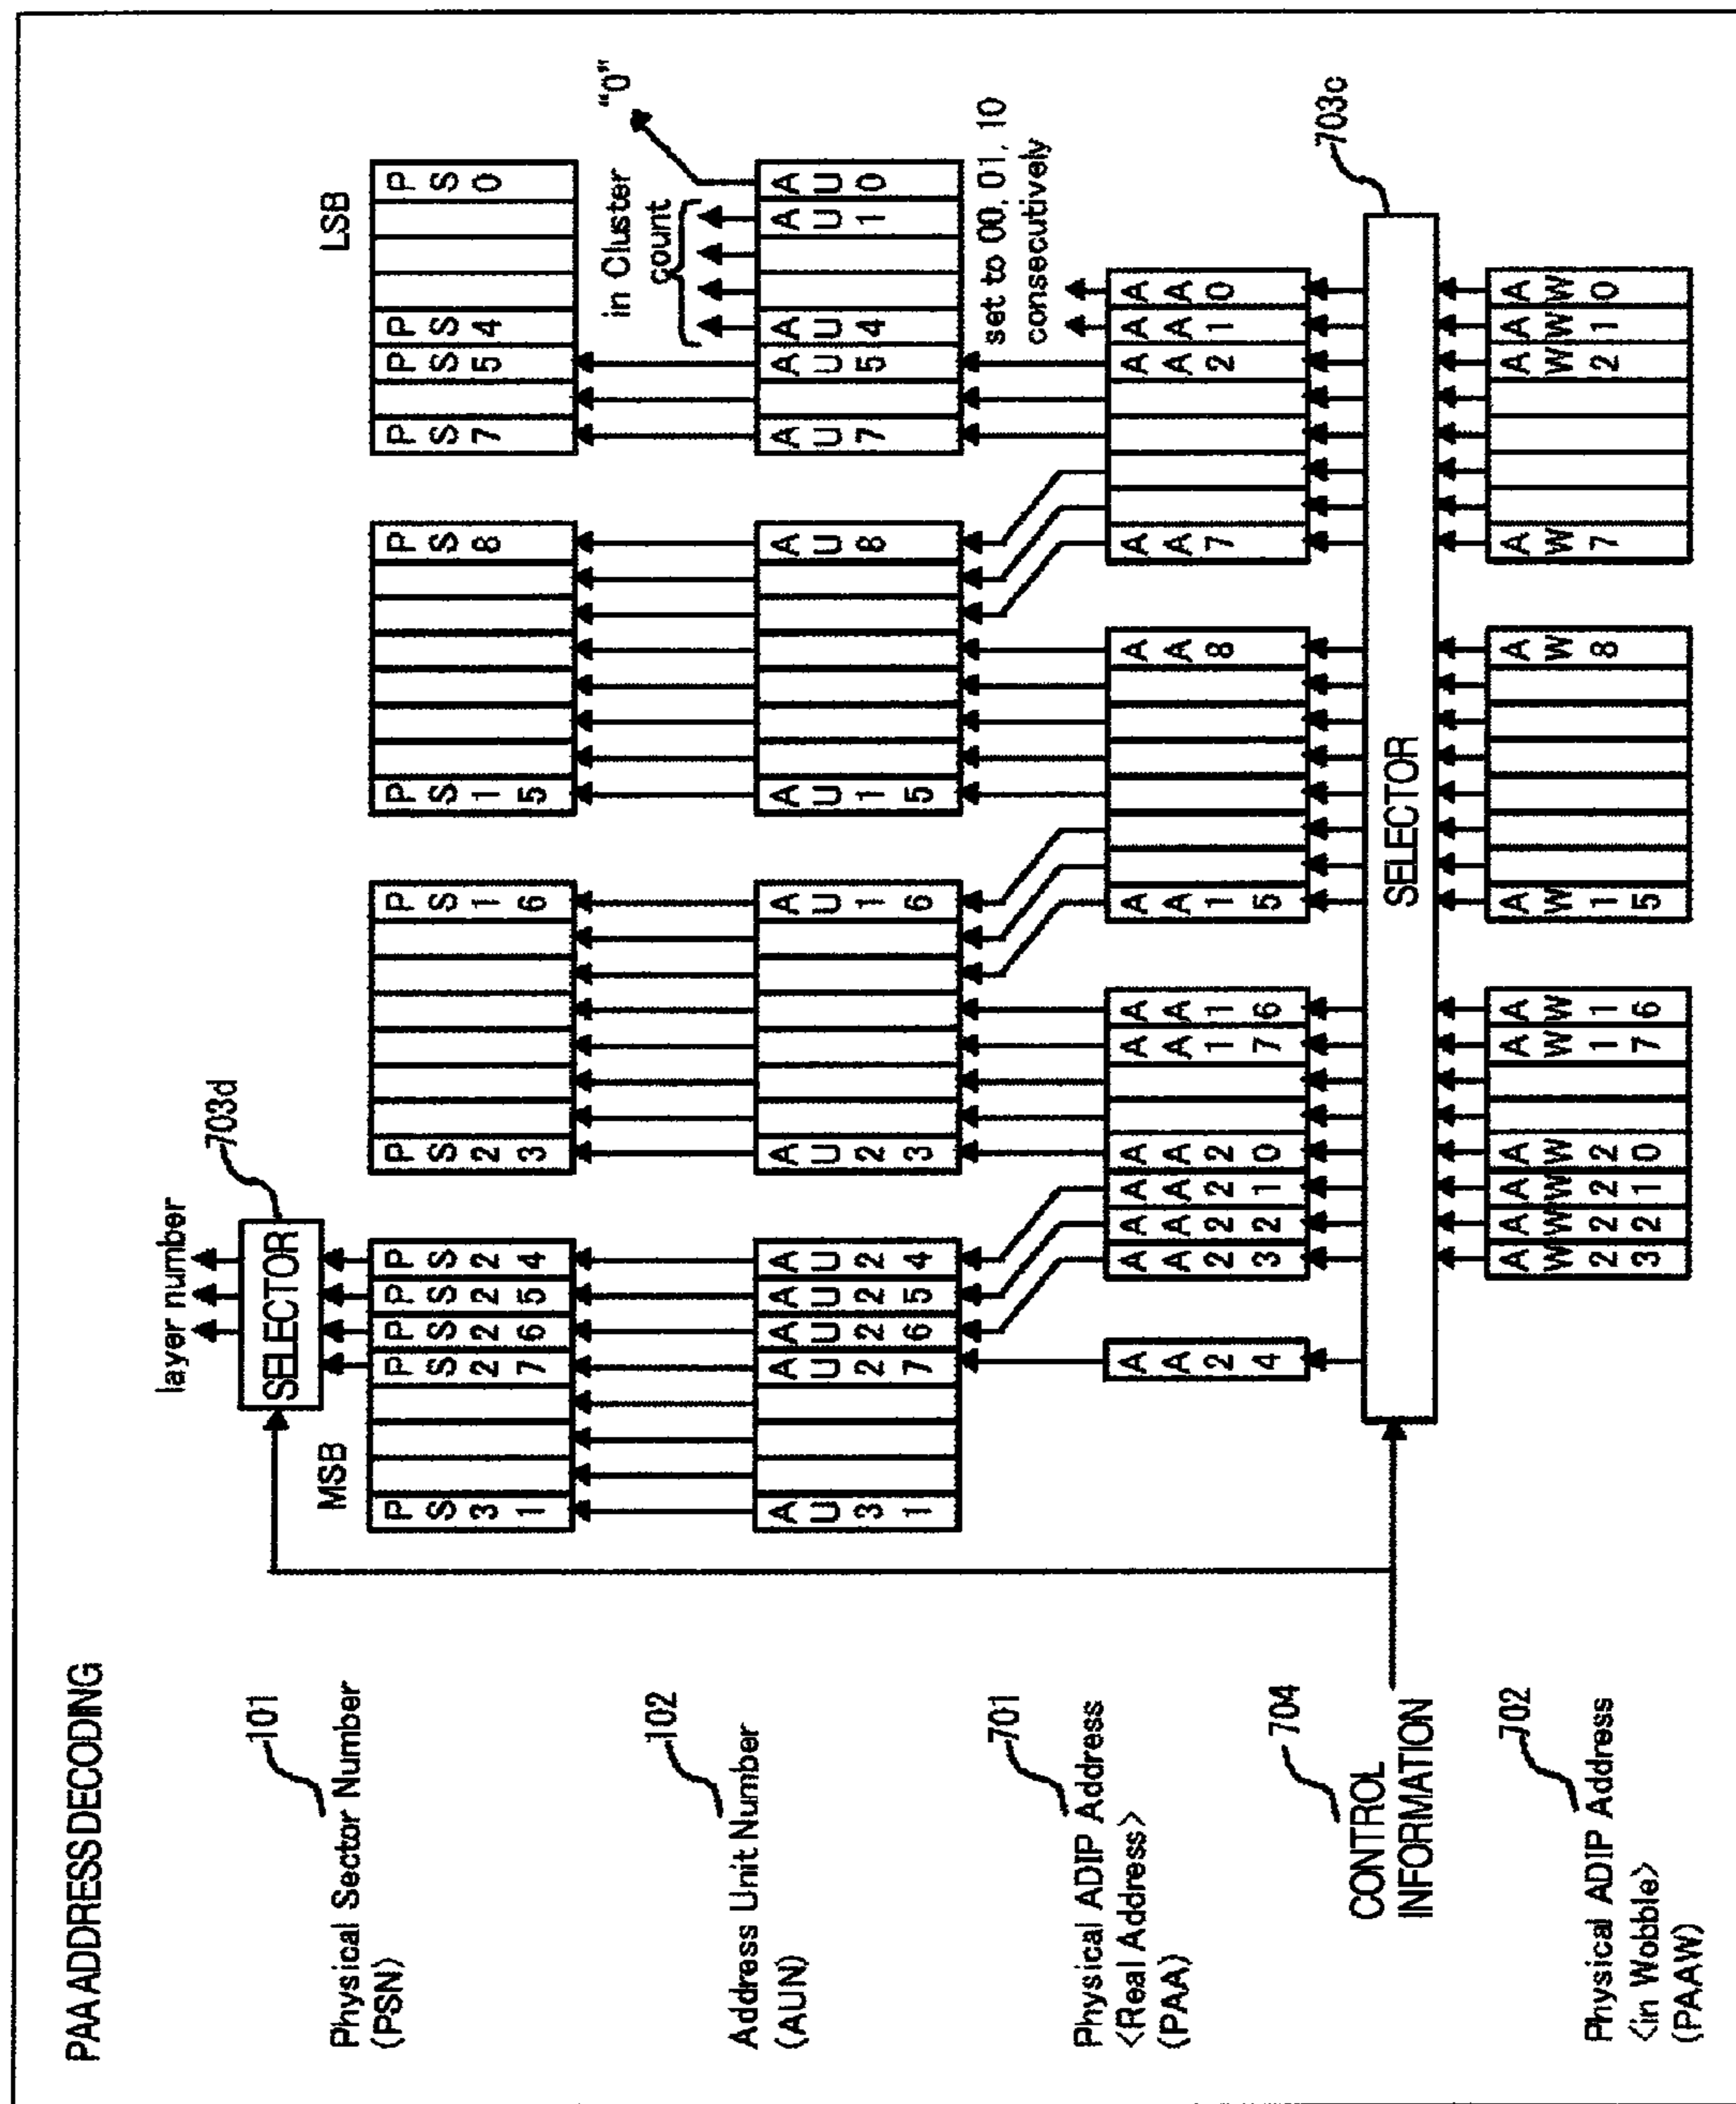 PAA ADDRESS DECODING
layer number
703d
SELECTOR
MSB
LSB
101
Physical Sector Number
(PSN)
PS31
PS27
PS26
PS25
PS24
PS23
PS16
PS15
PS8
PS7
PS5
PS4
PS0
in Cluster
count
"0"
102
Address Unit Number
(AUN)
AU31
AU27
AU26
AU25
AU24
AU23
AU16
AU15
AU8
AU7
AU5
AU4
AU1
AU0
set to 00, 01, 10
consecutively
701
Physical ADIP Address
<Real Address>
(PAA)
AA24
AA23
AA22
AA21
AA20
AA17
AA16
AA15
AA8
AA7
AA2
AA1
AA0
704
CONTROL
INFORMATION
SELECTOR
703c
702
Physical ADIP Address
<in Wobble>
(PAAW)
AW23
AW22
AW21
AW20
AW17
AW16
AW15
AW8
AW7
AW2
AW1
AW0